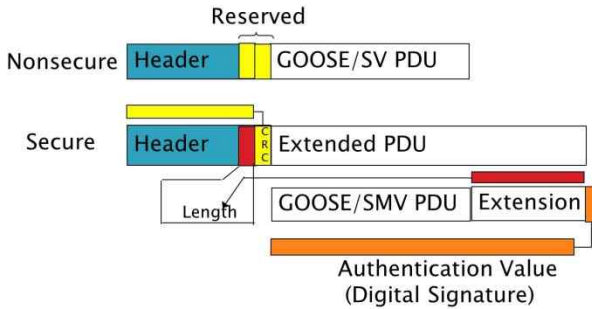 Reserved
Nonsecure
Header
GOOSE/SV PDU
Secure
Header
CRC
Extended PDU
Length
GOOSE/SMV PDU
Extension
Authentication Value
(Digital Signature)